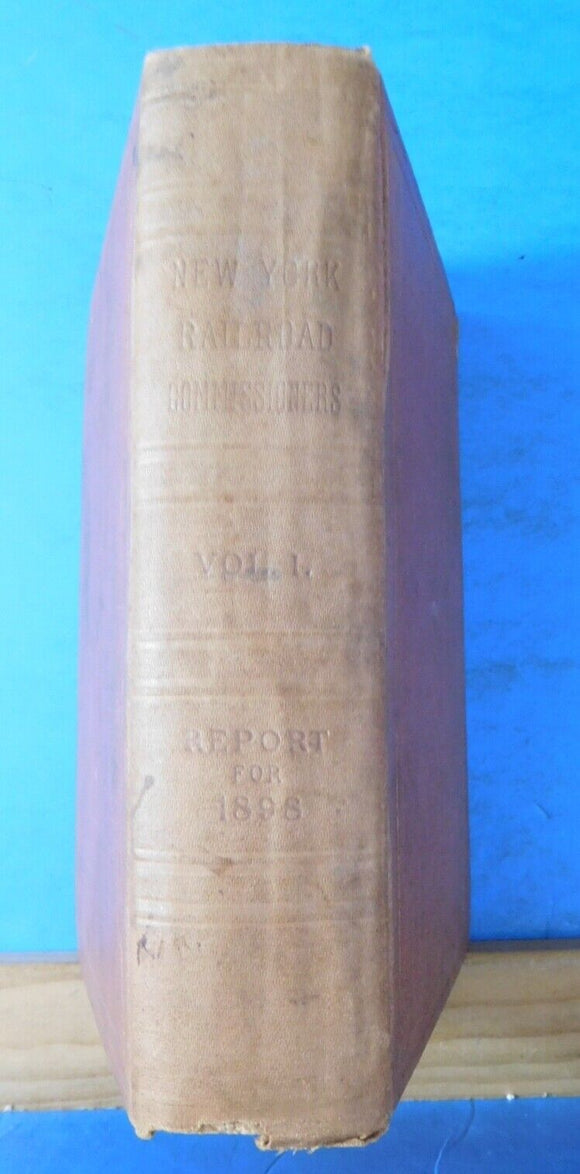 NEW YORK
RAILROAD
COMMISSIONERS
VOL. I.
REPORT
FOR
1898